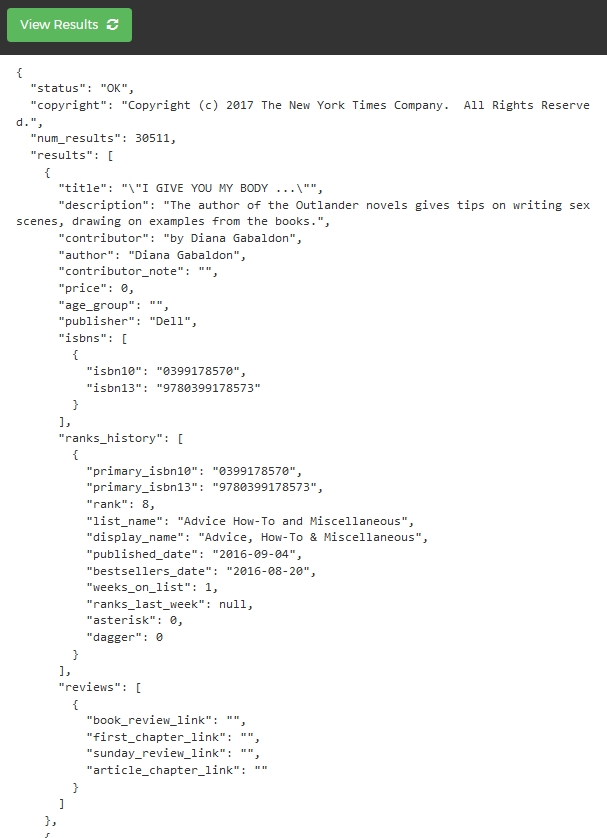 View Results
{
"status": "OK",
"copyright": "Copyright (c) 2017 The New York Times Company.  All Rights Reserve
d.",
"num_results": 30511,
"results": [
{
"title": "\"I GIVE YOU MY BODY ...\"",
"description": "The author of the Outlander novels gives tips on writing sex
scenes, drawing on examples from the books.",
"contributor": "by Diana Gabaldon",
"author": "Diana Gabaldon",
"contributor_note": "",
"price": 0,
"age_group": "",
"publisher": "Dell",
"isbns": [
{
"isbn10": "0399178570",
"isbn13": "9780399178573"
}
],
"ranks_history": [
{
"primary_isbn10": "0399178570",
"primary_isbn13": "9780399178573",
"rank": 8,
"list_name": "Advice How-To and Miscellaneous",
"display_name": "Advice, How-To & Miscellaneous",
"published_date": "2016-09-04",
"bestsellers_date": "2016-08-20",
"weeks_on_list": 1,
"ranks_last_week": null,
"asterisk": 0,
"dagger": 0
}
],
"reviews": [
{
"book_review_link": "",
"first_chapter_link": "",
"sunday_review_link": "",
"article_chapter_link": ""
}
]
},
{